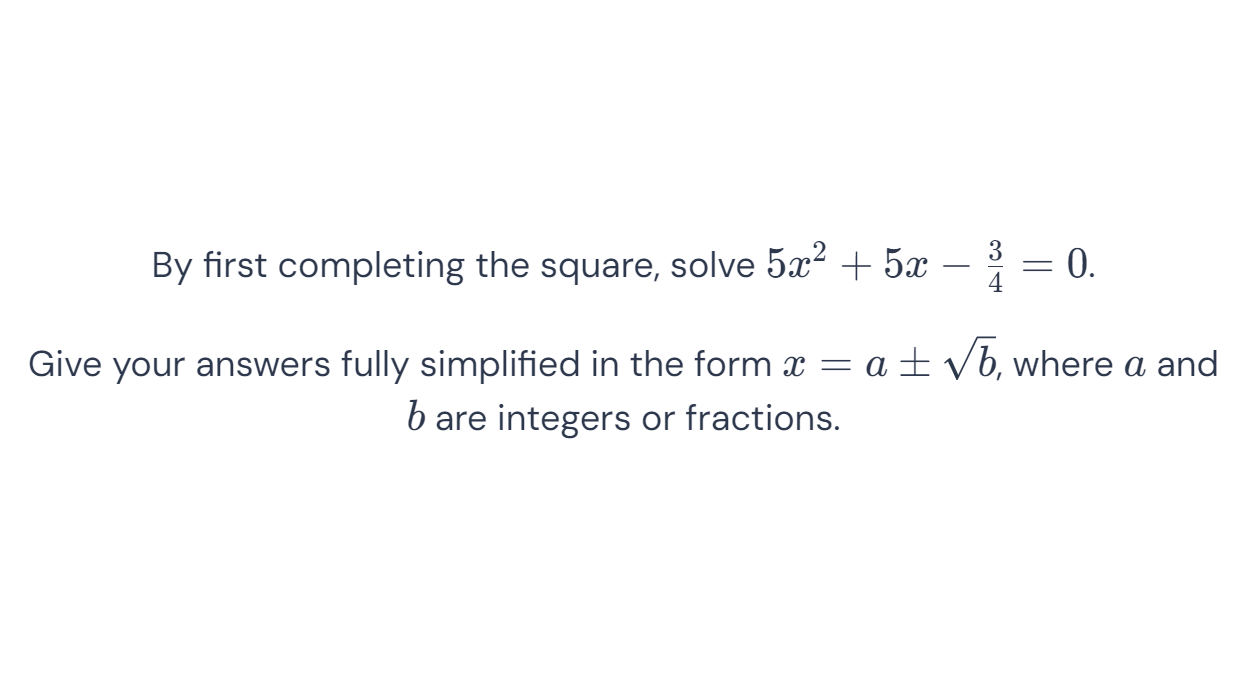 By first completing the square, solve $5x^2 + 5x - \frac{3}{4} = 0$.
Give your answers fully simplified in the form $x = a \pm \sqrt{b}$, where $a$ and
$b$ are integers or fractions.